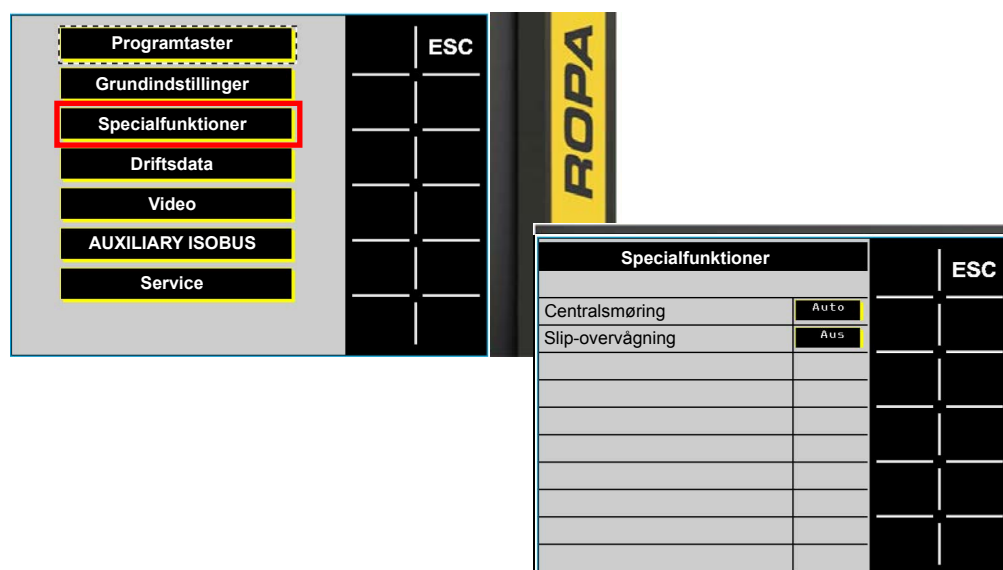 Programtaster
ESC
Grundindstillinger
Specialfunktioner
Driftsdata
Video
AUXILIARY ISOBUS
Service
ROPA
Specialfunktioner
ESC
Centralsmøring
Auto
Slip-overvågning
Aus